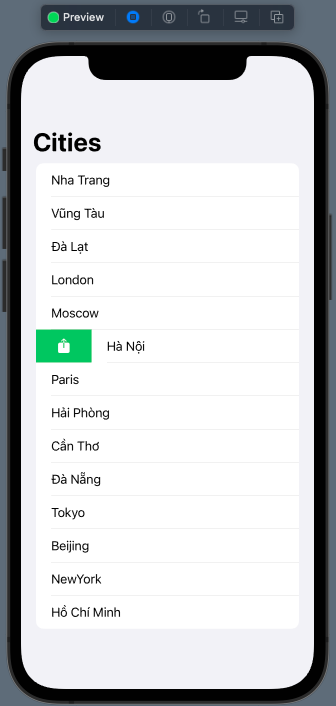 Preview
Cities
Nha Trang
Vũng Tàu
Đà Lạt
London
Moscow
Hà Nội
Paris
Hải Phòng
Cần Thơ
Đà Nẵng
Tokyo
Beijing
NewYork
Hồ Chí Minh